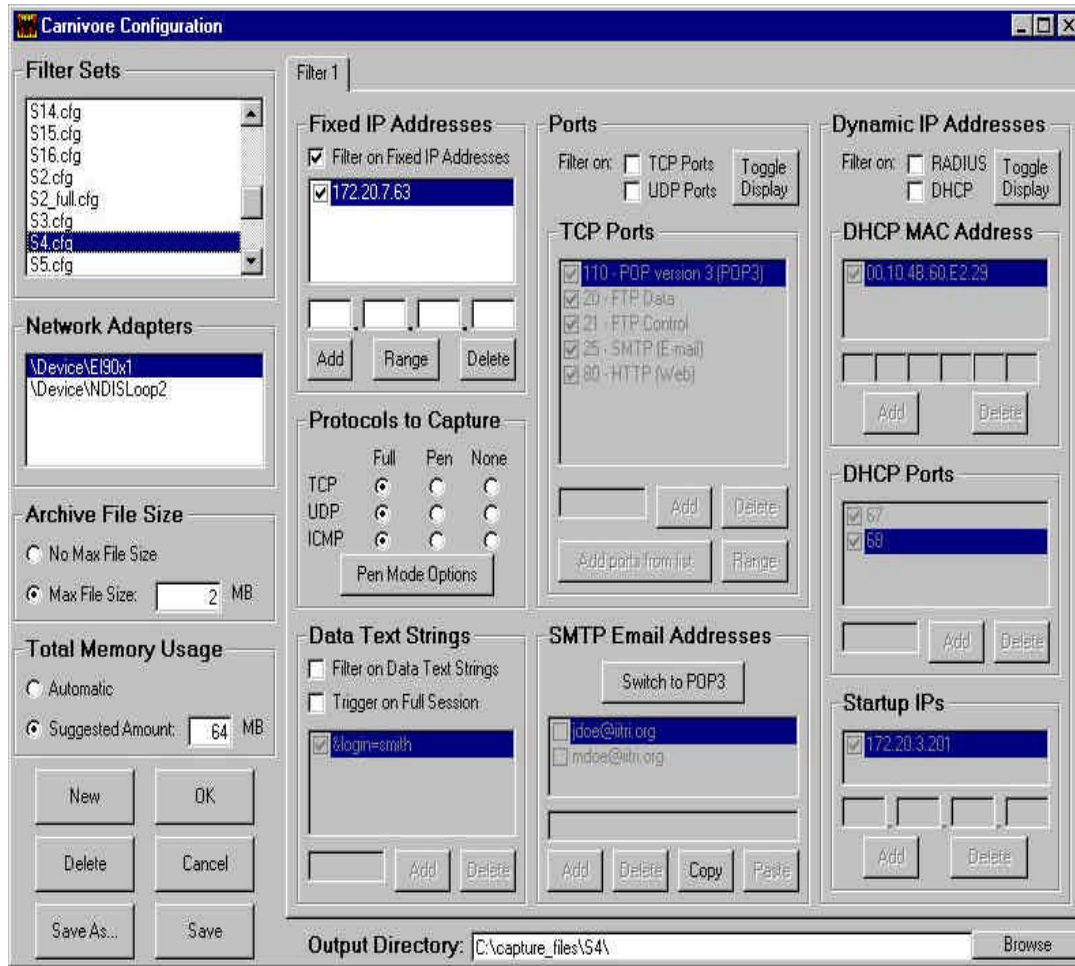 Carnivore Configuration
Filter Sets
S14.cfg
S15.cfg
S16.cfg
S2.cfg
S2_full.cfg
S3.cfg
S4.cfg
S5.cfg
Network Adapters
\Device\El90x1
\Device\NDISLoop2
Archive File Size
No Max File Size
Max File Size: 2 MB
Total Memory Usage
Automatic
Suggested Amount: 64 MB
New OK
Delete Cancel
Save As... Save
Filter 1
Fixed IP Addresses
Filter on Fixed IP Addresses
172.20.7.63
. . .
Add Range Delete
Protocols to Capture
Full Pen None
TCP
UDP
ICMP
Pen Mode Options
Data Text Strings
Filter on Data Text Strings
Trigger on Full Session
&login=smith
Add Delete
Ports
Filter on: TCP Ports
UDP Ports
Toggle
Display
TCP Ports
110 - POP version 3 (POP3)
20 - FTP Data
21 - FTP Control
25 - SMTP (E-mail)
80 - HTTP (Web)
Add Delete
Add ports from list Range
SMTP Email Addresses
Switch to POP3
jdoe@iitri.org
mdoe@iitri.org
Add Delete Copy Paste
Dynamic IP Addresses
Filter on: RADIUS
DHCP
Toggle
Display
DHCP MAC Address
00.10.4B.60.E2.29
Add Delete
DHCP Ports
67
68
Add Delete
Startup IPs
172.20.3.201
. . .
Add Delete
Output Directory: C:\capture_files\S4\ Browse